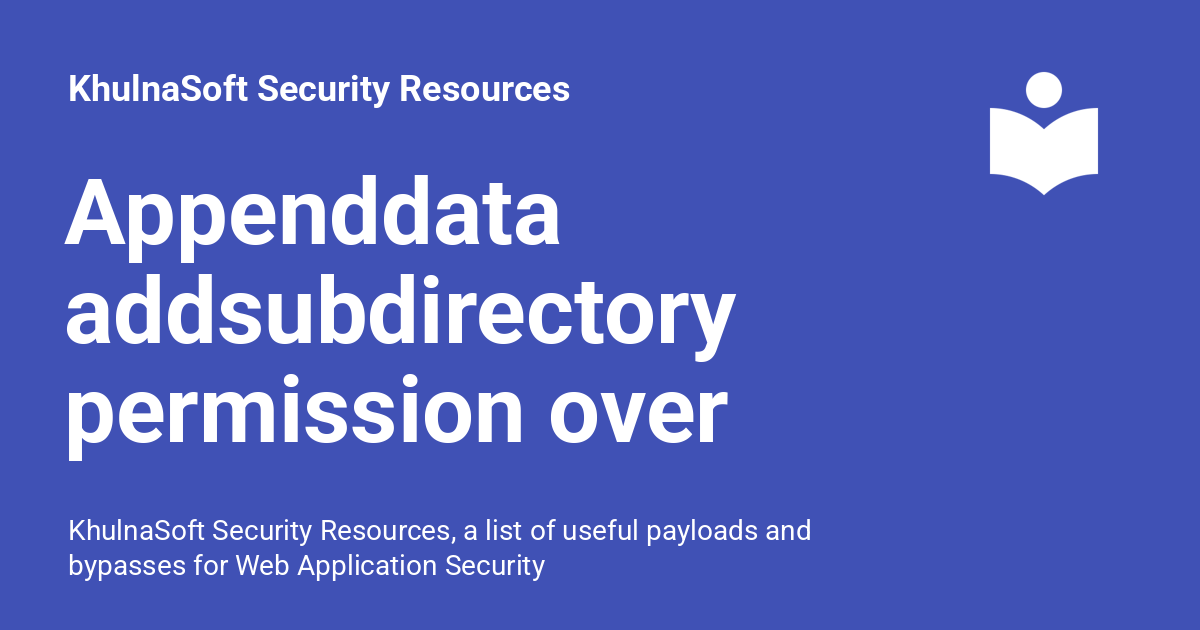 KhulnaSoft Security Resources
Appenddata
addsubdirectory
permission over
KhulnaSoft Security Resources, a list of useful payloads and
bypasses for Web Application Security